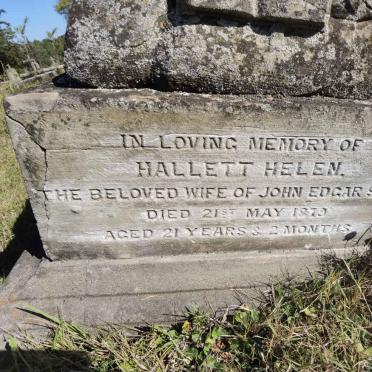 IN LOVING MEMORY OF
HALLETT HELEN.
THE BELOVED WIFE OF JOHN EDGAR
DIED 21ST MAY 1879
AGED 21 YEARS & 2 MONTHS